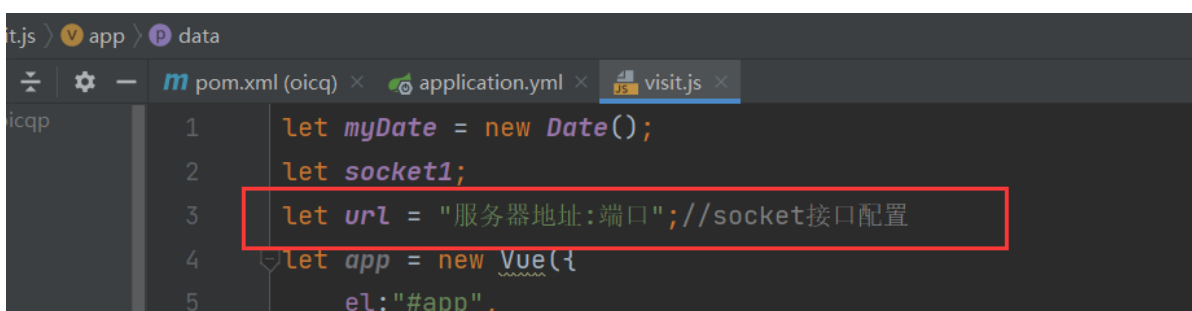 it.js 〉 V app 〉 p data
m pom.xml (oicq) × application.yml × JS visit.js ×
icqp
1 let myDate = new Date();
2 let socket1;
3 let url = "服务器地址:端口";//socket接口配置
4 let app = new Vue({
5 el:"#app",